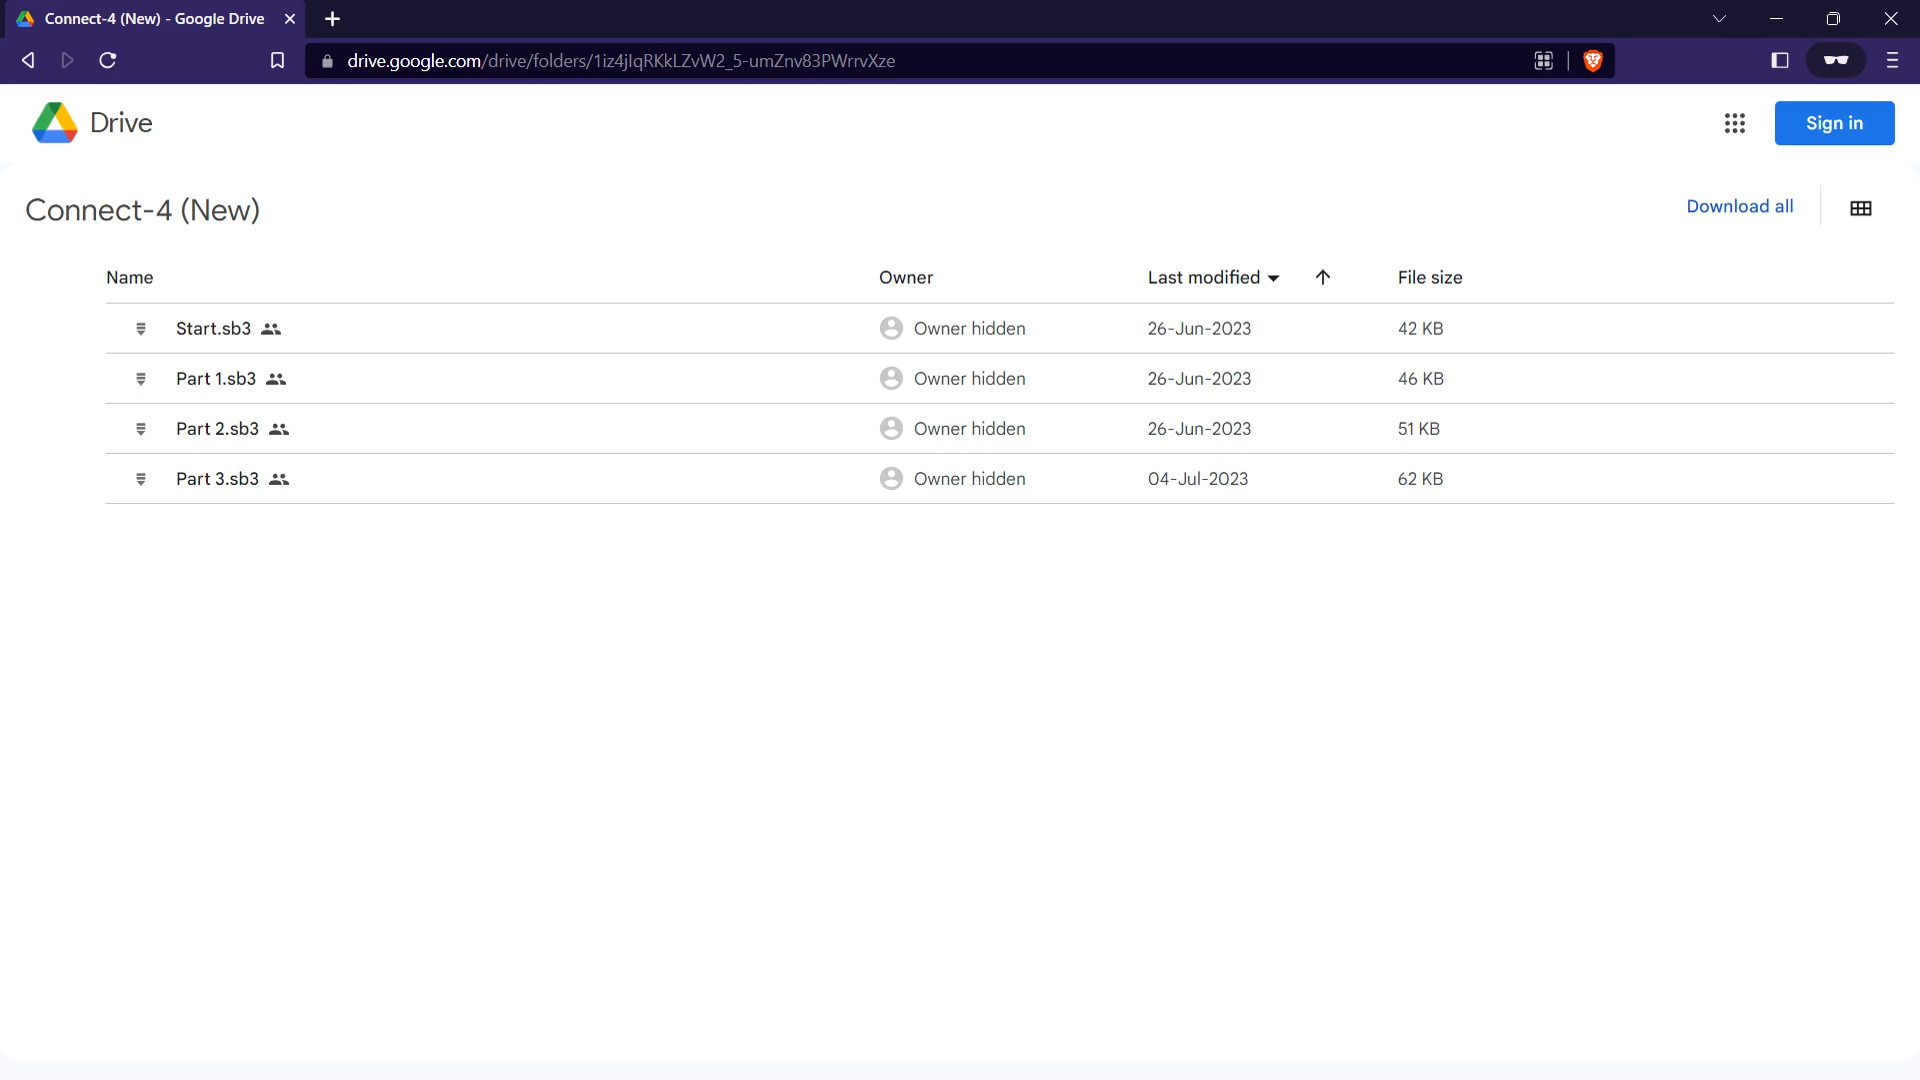 Connect-4 (New) - Google Drive
drive.google.com/drive/folders/1iz4jIqRKkLZvW2_5-umZnv83PWrrvXze
Drive
Sign in
Connect-4 (New)
Download all
Name Owner Last modified File size
Start.sb3 Owner hidden 26-Jun-2023 42 KB
Part 1.sb3 Owner hidden 26-Jun-2023 46 KB
Part 2.sb3 Owner hidden 26-Jun-2023 51 KB
Part 3.sb3 Owner hidden 04-Jul-2023 62 KB